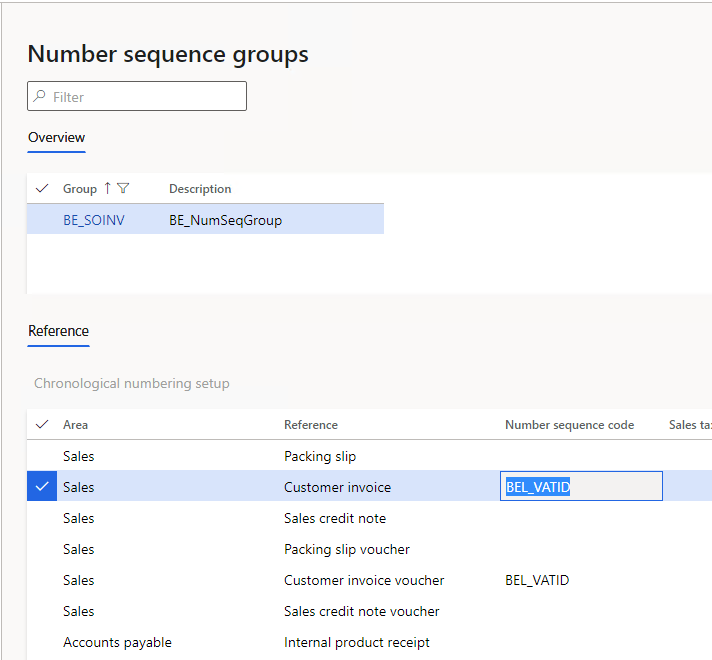 Number sequence groups
Filter
Overview
Group Description
BE_SOINV BE_NumSeqGroup
Reference
Chronological numbering setup
Area Reference Number sequence code Sales ta
Sales Packing slip
Sales Customer invoice BEL_VATID
Sales Sales credit note
Sales Packing slip voucher
Sales Customer invoice voucher BEL_VATID
Sales Sales credit note voucher
Accounts payable Internal product receipt